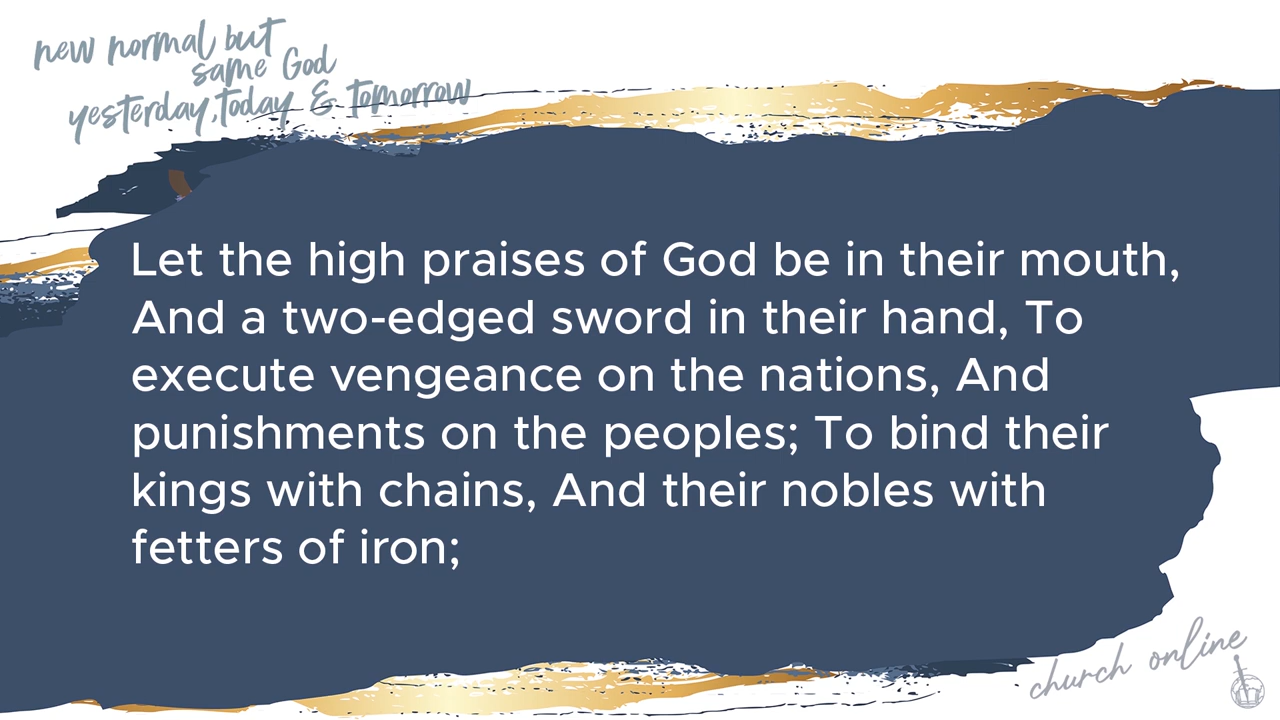 new normal but
same God
yesterday, today & tomorrow
Let the high praises of God be in their mouth,
And a two-edged sword in their hand, To
execute vengeance on the nations, And
punishments on the peoples; To bind their
kings with chains, And their nobles with
fetters of iron;
church online